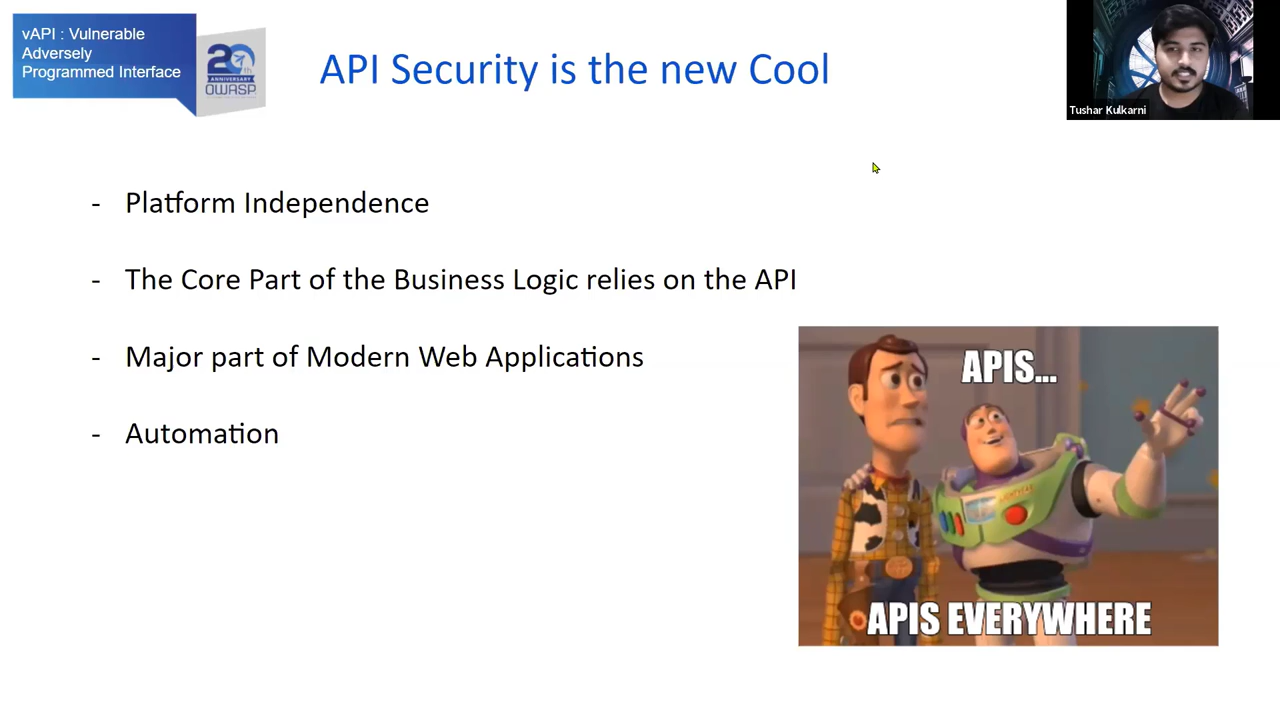 vAPI : Vulnerable
Adversely
Programmed Interface
20th
ANNIVERSARY
OWASP
API Security is the new Cool
Tushar Kulkarni
- Platform Independence
- The Core Part of the Business Logic relies on the API
- Major part of Modern Web Applications
- Automation
APIS...
LIGHTYEAR
APIS EVERYWHERE